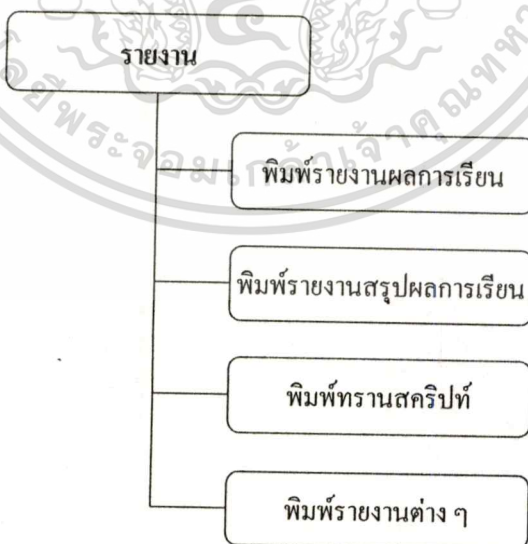 รายงาน
พิมพ์รายงานผลการเรียน
พิมพ์รายงานสรุปผลการเรียน
พิมพ์ทรานสคริปท์
พิมพ์รายงานต่าง ๆ